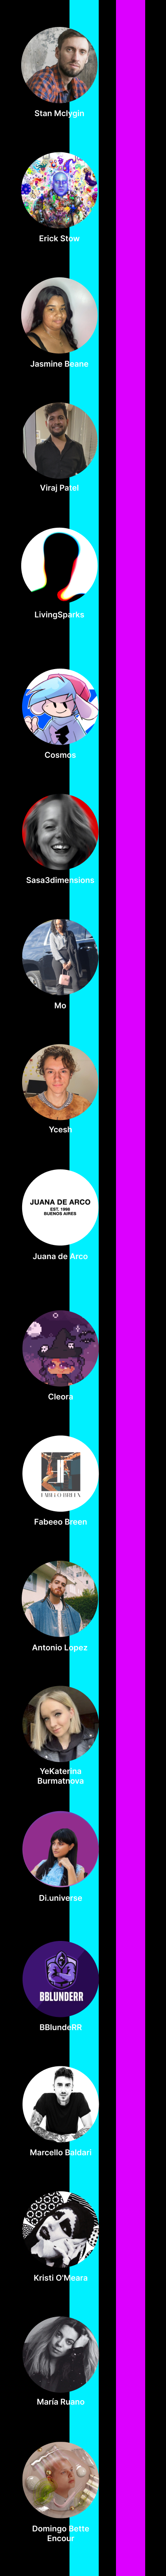 Stan Mclygin
Erick Stow
Jasmine Beane
Viraj Patel
LivingSparks
Cosmos
Sasa3dimensions
Mo
Ycesh
JUANA DE ARCO
EST. 1998
BUENOS AIRES
Juana de Arco
Cleora
FABEEO BREEN
Fabeeo Breen
Antonio Lopez
YeKaterina
Burmatnova
Di.universe
BBLUNDERR
BBlundeRR
Marcello Baldari
Kristi O'Meara
María Ruano
Domingo Betta
Encour